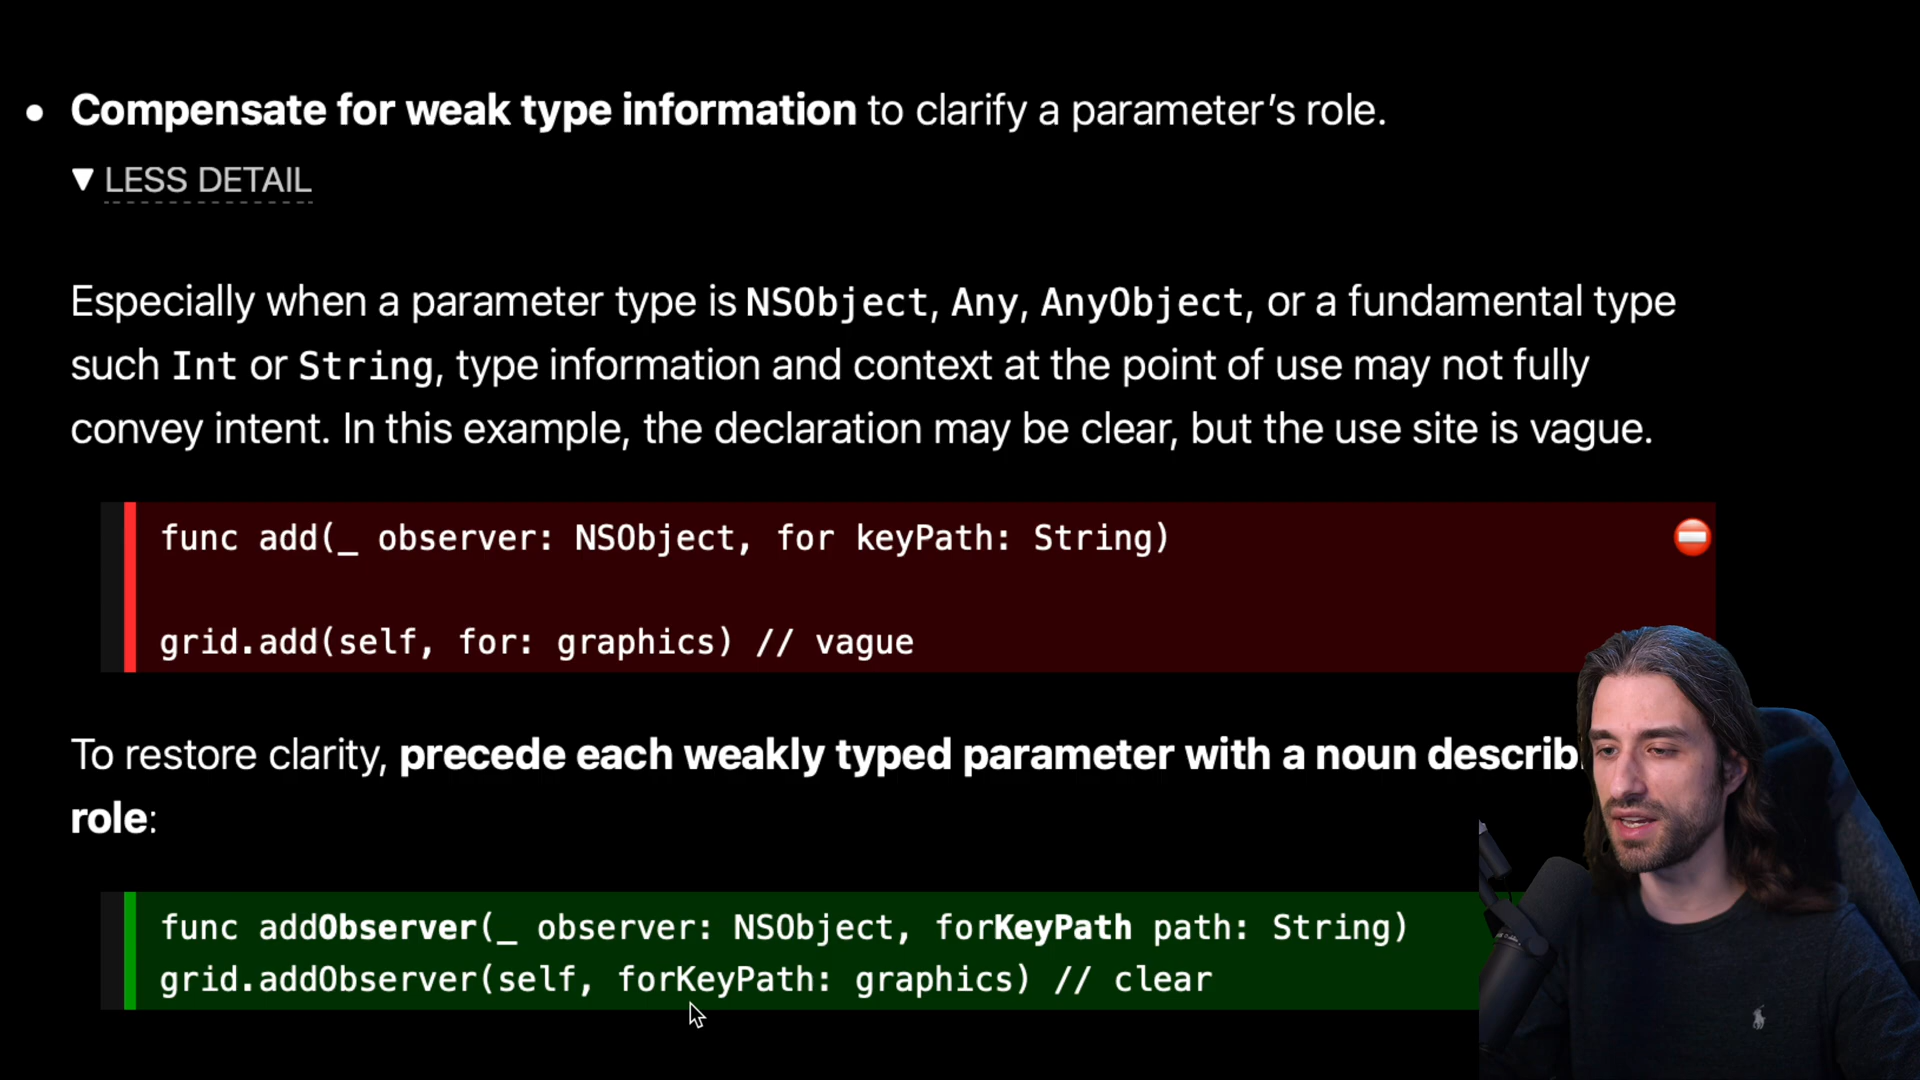 Compensate for weak type information to clarify a parameter’s role.
LESS DETAIL
Especially when a parameter type is NSObject, Any, AnyObject, or a fundamental type
such Int or String, type information and context at the point of use may not fully
convey intent. In this example, the declaration may be clear, but the use site is vague.
func add(_ observer: NSObject, for keyPath: String)
grid.add(self, for: graphics) // vague
To restore clarity, precede each weakly typed parameter with a noun
role:
func addObserver(_ observer: NSObject, forKeyPath path: String)
grid.addObserver(self, forKeyPath: graphics) // clear